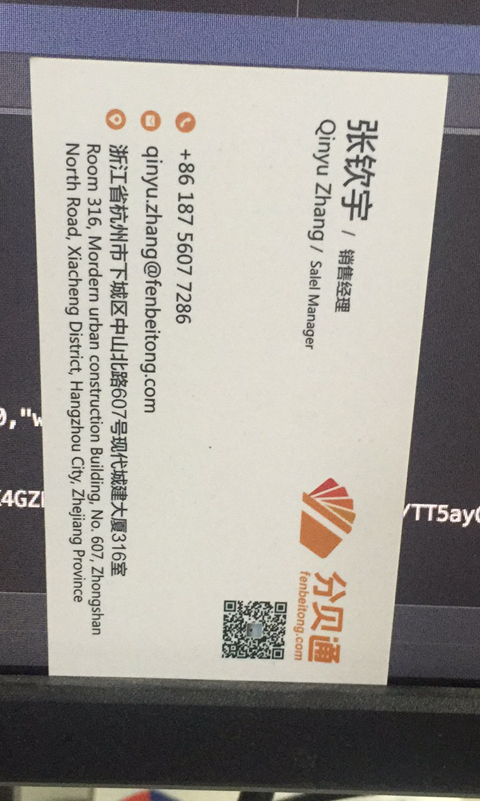 张钦宇 / 销售经理
Qinyu Zhang / Salel Manager
分贝通
fenbeitong.com
+86 187 5607 7286
qinyu.zhang@fenbeitong.com
浙江省杭州市下城区中山北路607号现代城建大厦316室
Room 316, Mordern urban construction Building, No. 607, Zhongshan
North Road, Xiacheng District, Hangzhou City, Zhejiang Province
/TT5ay